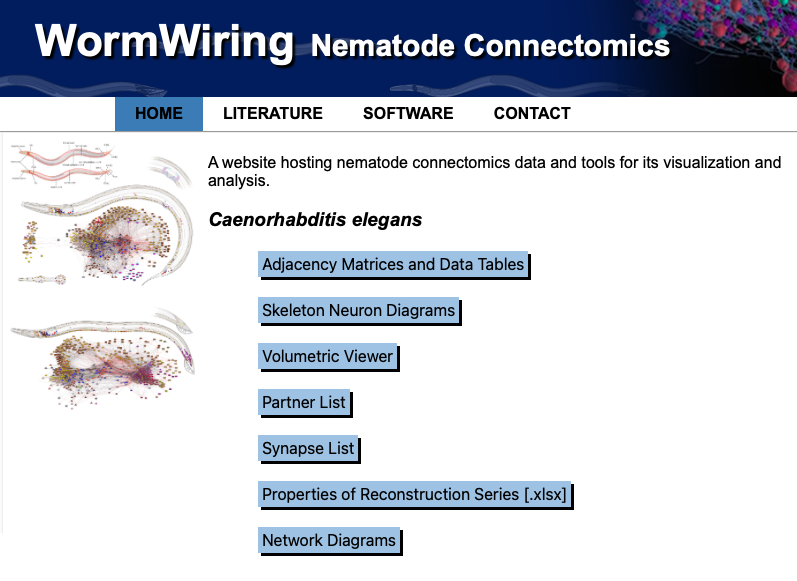 WormWiring Nematode Connectomics
HOME LITERATURE SOFTWARE CONTACT
A website hosting nematode connectomics data and tools for its visualization and
analysis.
Caenorhabditis elegans
Adjacency Matrices and Data Tables
Skeleton Neuron Diagrams
Volumetric Viewer
Partner List
Synapse List
Properties of Reconstruction Series [.xlsx]
Network Diagrams